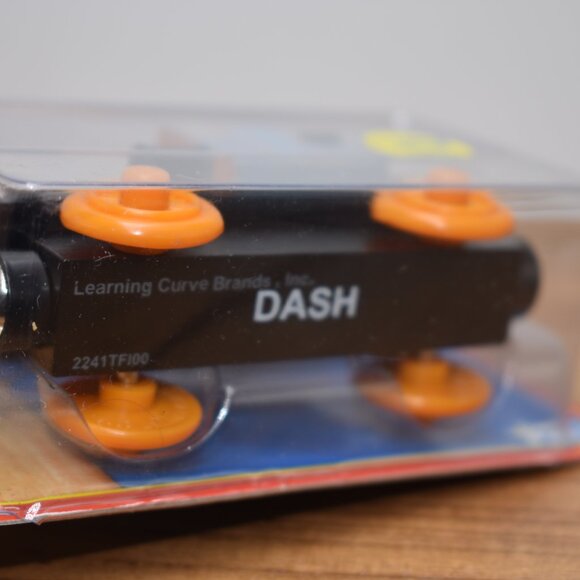 Learning Curve Brands, Inc.
DASH
2241TFI00